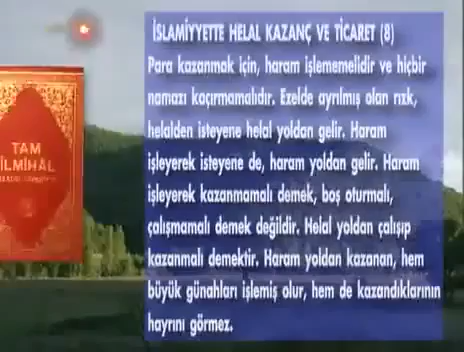 İSLAMİYYETTE HELAL KAZANÇ VE TİCARET (8)
Para kazanmak için, haram işlememelidir ve hiçbir
namazı kaçırmamalıdır. Ezelde ayrılmış olan rızk,
helalden isteyene helal yoldan gelir. Haram
işleyerek isteyene de, haram yoldan gelir. Haram
işleyerek kazanmamalı demek, boş oturmalı,
çalışmamalı demek değildir. Helal yoldan çalışıp
kazanmalı demektir. Haram yoldan kazanan, hem
büyük günahları işlemiş olur, hem de kazandıklarının
hayrını görmez.
TAM
İLMİHAL